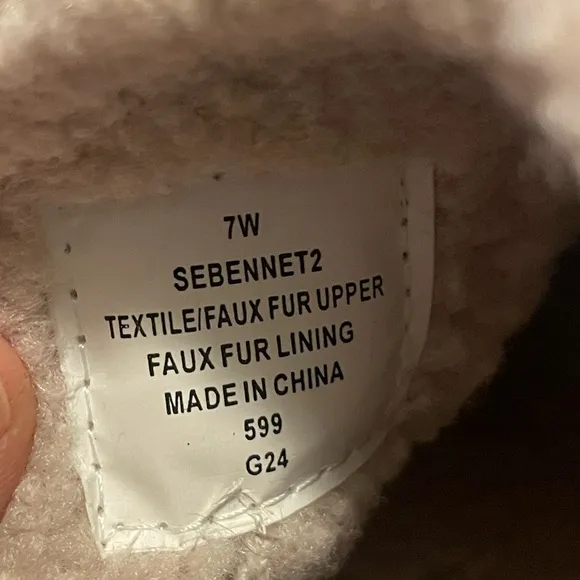 7W
SEBENNET2
TEXTILE/FAUX FUR UPPER
FAUX FUR LINING
MADE IN CHINA
599
G24